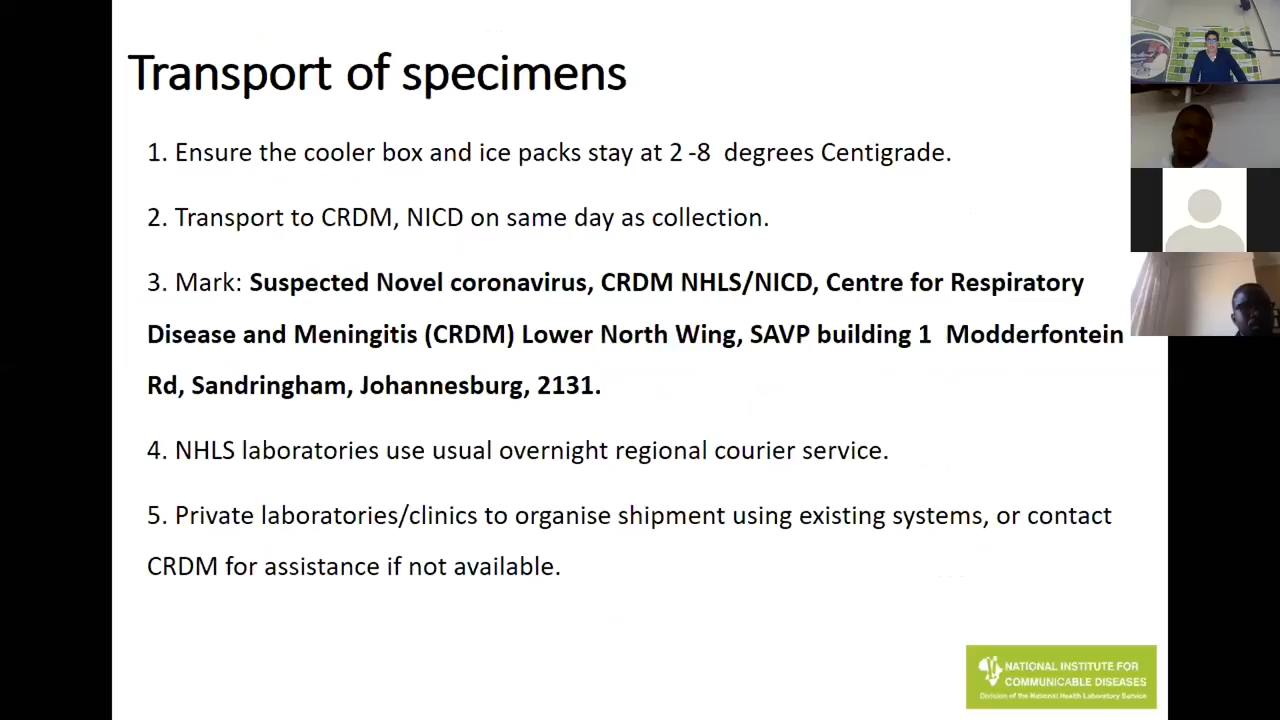 Transport of specimens
1. Ensure the cooler box and ice packs stay at 2 -8 degrees Centigrade.
2. Transport to CRDM, NICD on same day as collection.
3. Mark: Suspected Novel coronavirus, CRDM NHLS/NICD, Centre for Respiratory
Disease and Meningitis (CRDM) Lower North Wing, SAVP building 1 Modderfontein
Rd, Sandringham, Johannesburg, 2131.
4. NHLS laboratories use usual overnight regional courier service.
5. Private laboratories/clinics to organise shipment using existing systems, or contact
CRDM for assistance if not available.
NATIONAL INSTITUTE FOR
COMMUNICABLE DISEASES
Division of the National Health Laboratory Service